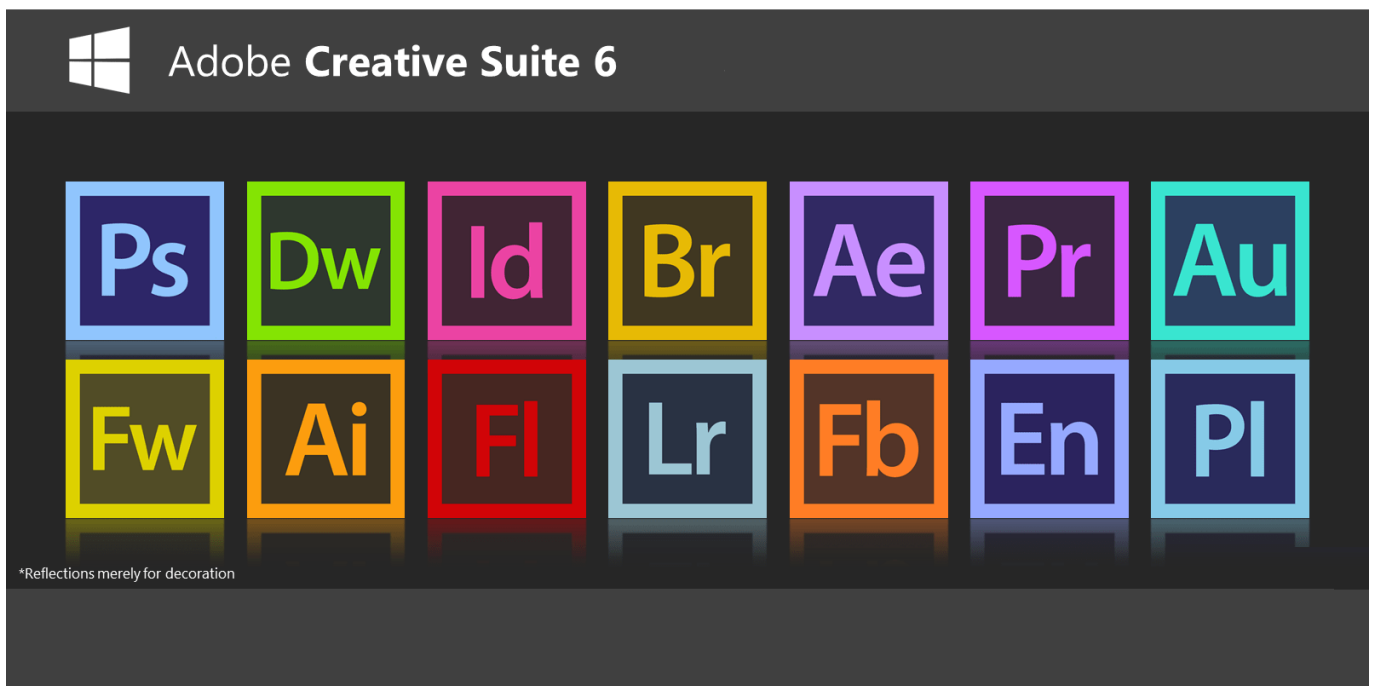 Adobe Creative Suite 6
Ps Dw Id Br Ae Pr Au
Fw Ai Fl Lr Fb En Pl
*Reflections merely for decoration